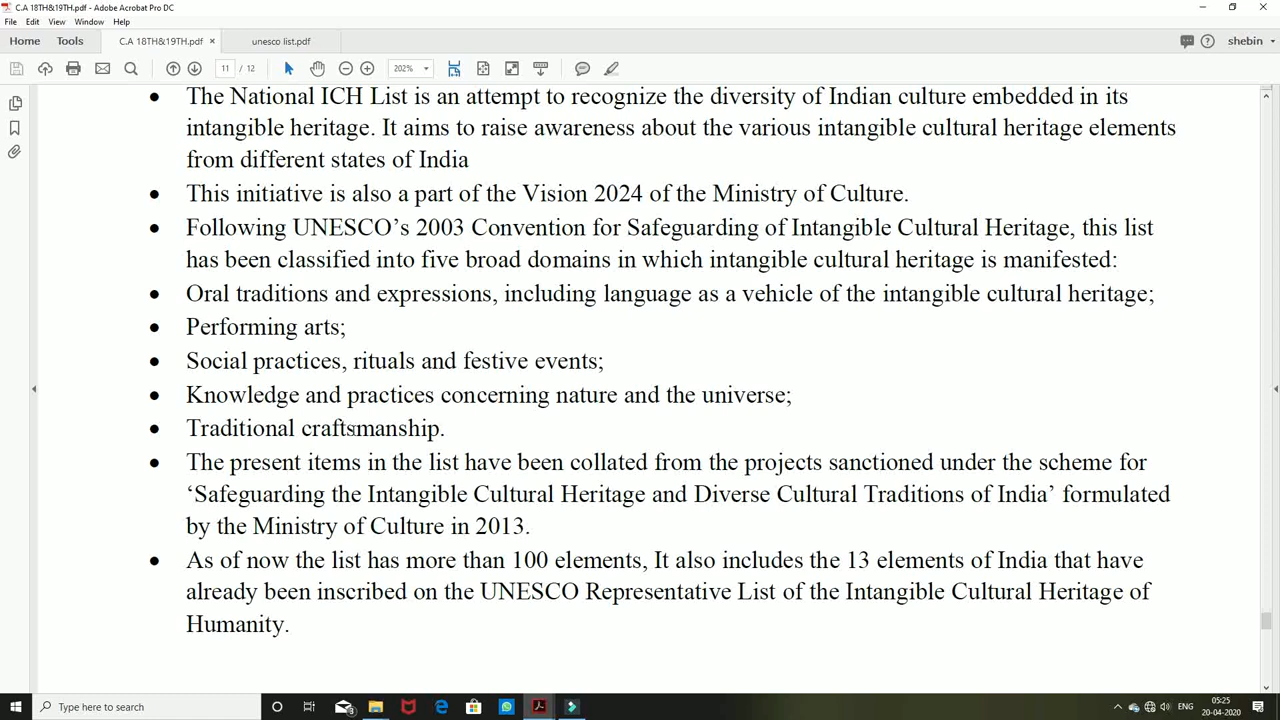 C.A 18TH&19TH.pdf - Adobe Acrobat Pro DC
File Edit View Window Help
Home Tools C.A 18TH&19TH.pdf × unesco list.pdf shebin
11 / 12 202%
• The National ICH List is an attempt to recognize the diversity of Indian culture embedded in its
intangible heritage. It aims to raise awareness about the various intangible cultural heritage elements
from different states of India
• This initiative is also a part of the Vision 2024 of the Ministry of Culture.
• Following UNESCO’s 2003 Convention for Safeguarding of Intangible Cultural Heritage, this list
has been classified into five broad domains in which intangible cultural heritage is manifested:
• Oral traditions and expressions, including language as a vehicle of the intangible cultural heritage;
• Performing arts;
• Social practices, rituals and festive events;
• Knowledge and practices concerning nature and the universe;
• Traditional craftsmanship.
• The present items in the list have been collated from the projects sanctioned under the scheme for
‘Safeguarding the Intangible Cultural Heritage and Diverse Cultural Traditions of India’ formulated
by the Ministry of Culture in 2013.
• As of now the list has more than 100 elements, It also includes the 13 elements of India that have
already been inscribed on the UNESCO Representative List of the Intangible Cultural Heritage of
Humanity.
Type here to search ENG 05:25
20-04-2020